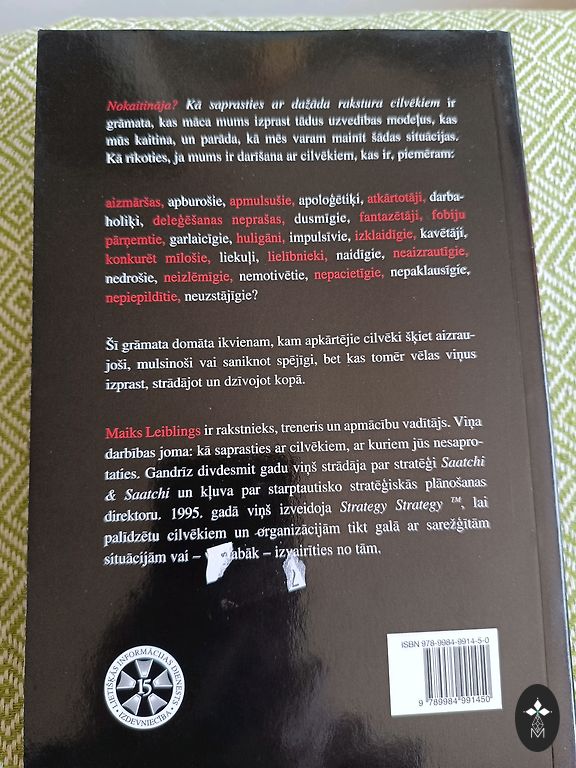 Nokaitināja? Kā saprasties ar dažāda rakstura cilvēkiem ir
grāmata, kas māca mums izprast tādus uzvedības modeļus, kas
mūs kaitina, un parāda, kā mēs varam mainīt šādas situācijas.
Kā rīkoties, ja mums ir darīšana ar cilvēkiem, kas ir, piemēram:
aizmāršas, apburošie, apmulsušie, apoloģētiķi, atkārtotāji, darba-
holiķi, deleģēšanas neprašas, dusmīgie, fantazētāji, fobiju
pārņemtie, garlaicīgie, huligāni, impulsīvie, izklaidīgie, kavētāji,
konkurēt mīlošie, liekuļi, lielībnieki, naidīgie, neaizrautīgie,
nedrošie, neizlēmīgie, nemotivētie, nepacietīgie, nepaklausīgie,
nepiepildītie, neuzstājīgie?
Šī grāmata domāta ikvienam, kam apkārtējie cilvēki šķiet aizrau-
joši, mulsinoši vai saniknot spējīgi, bet kas tomēr vēlas viņus
izprast, strādājot un dzīvojot kopā.
Maiks Leiblings ir rakstnieks, treneris un apmācību vadītājs. Viņa
darbības joma: kā saprasties ar cilvēkiem, ar kuriem jūs nesapro-
taties. Gandrīz divdesmit gadu viņš strādāja par stratēģi Saatchi
& Saatchi un kļuva par starptautisko stratēģiskās plānošanas
direktoru. 1995. gadā viņš izveidoja Strategy Strategy ™, lai
palīdzētu cilvēkiem un organizācijām tikt galā ar sarežģītām
situācijām vai – labāk – izvairīties no tām.
LIETIŠĶĀS INFORMĀCIJAS DIENESTS
15
IZDEVNIECĪBA
ISBN 978-9984-9914-5-0
9 789984 991450
M